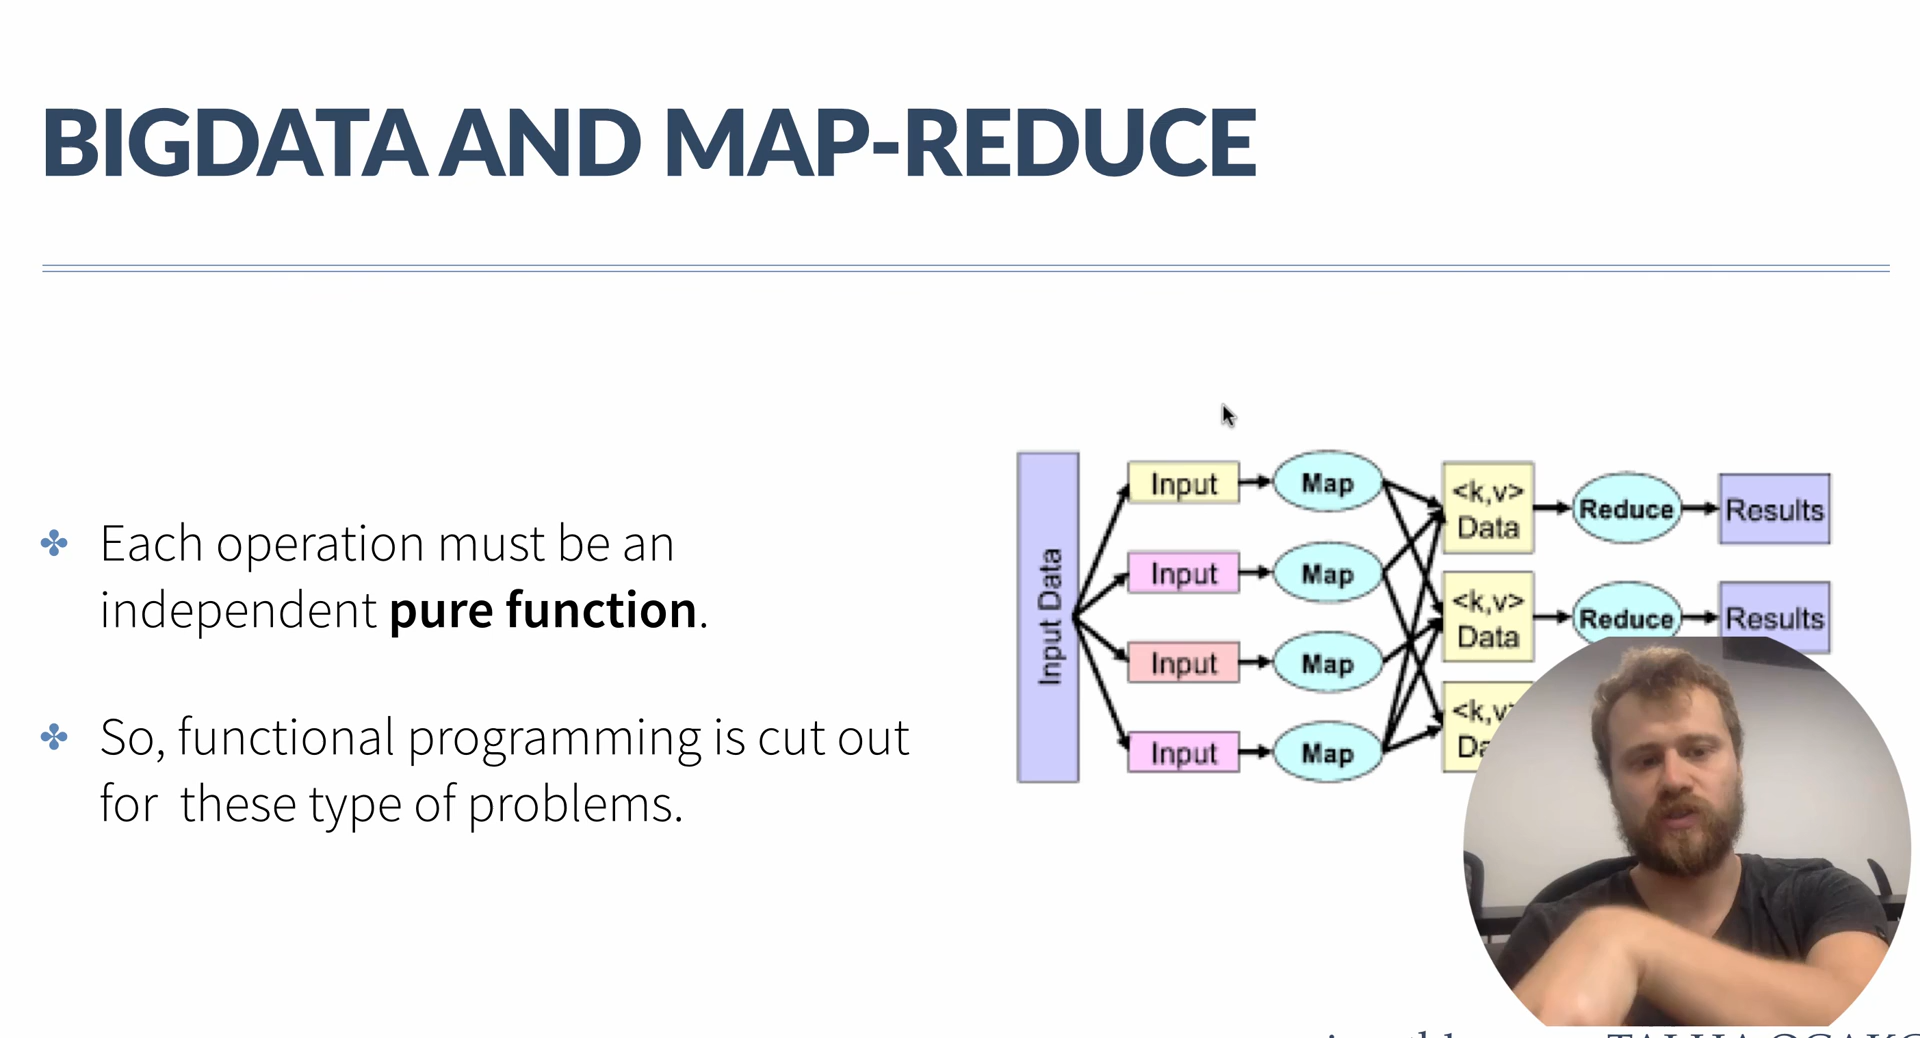 BIGDATA AND MAP-REDUCE
Each operation must be an
independent pure function.
So, functional programming is cut out
for these type of problems.
Input Data
Input
Map
<k,v>
Data
Reduce
Results
Input
Map
<k,v>
Data
Reduce
Results
Input
Map
<k,v
Input
Map